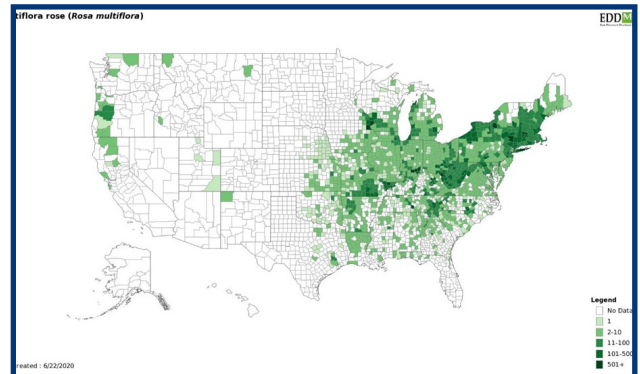 tiflora rose (Rosa multiflora)
EDDM
Legend
No Data
1
2-10
11-100
101-500
501+
reated : 6/22/2020